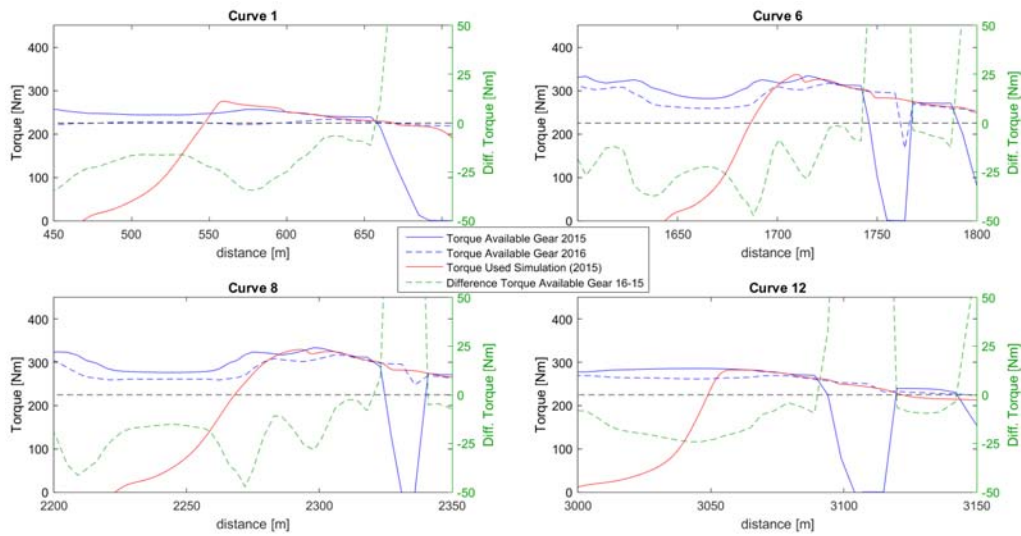 Curve 1
Torque [Nm]
400
300
200
100
0
50
25
0
-25
-50
Diff. Torque [Nm]
450
500
550
600
650
distance [m]
Curve 6
Torque [Nm]
400
300
200
100
0
50
25
0
-25
-50
Diff. Torque [Nm]
1650
1700
1750
1800
distance [m]
Torque Available Gear 2015
Torque Available Gear 2016
Torque Used Simulation (2015)
Difference Torque Available Gear 16-15
Curve 8
Torque [Nm]
400
300
200
100
0
50
25
0
-25
-50
Diff. Torque [Nm]
2200
2250
2300
2350
distance [m]
Curve 12
Torque [Nm]
400
300
200
100
0
50
25
0
-25
-50
Diff. Torque [Nm]
3000
3050
3100
3150
distance [m]